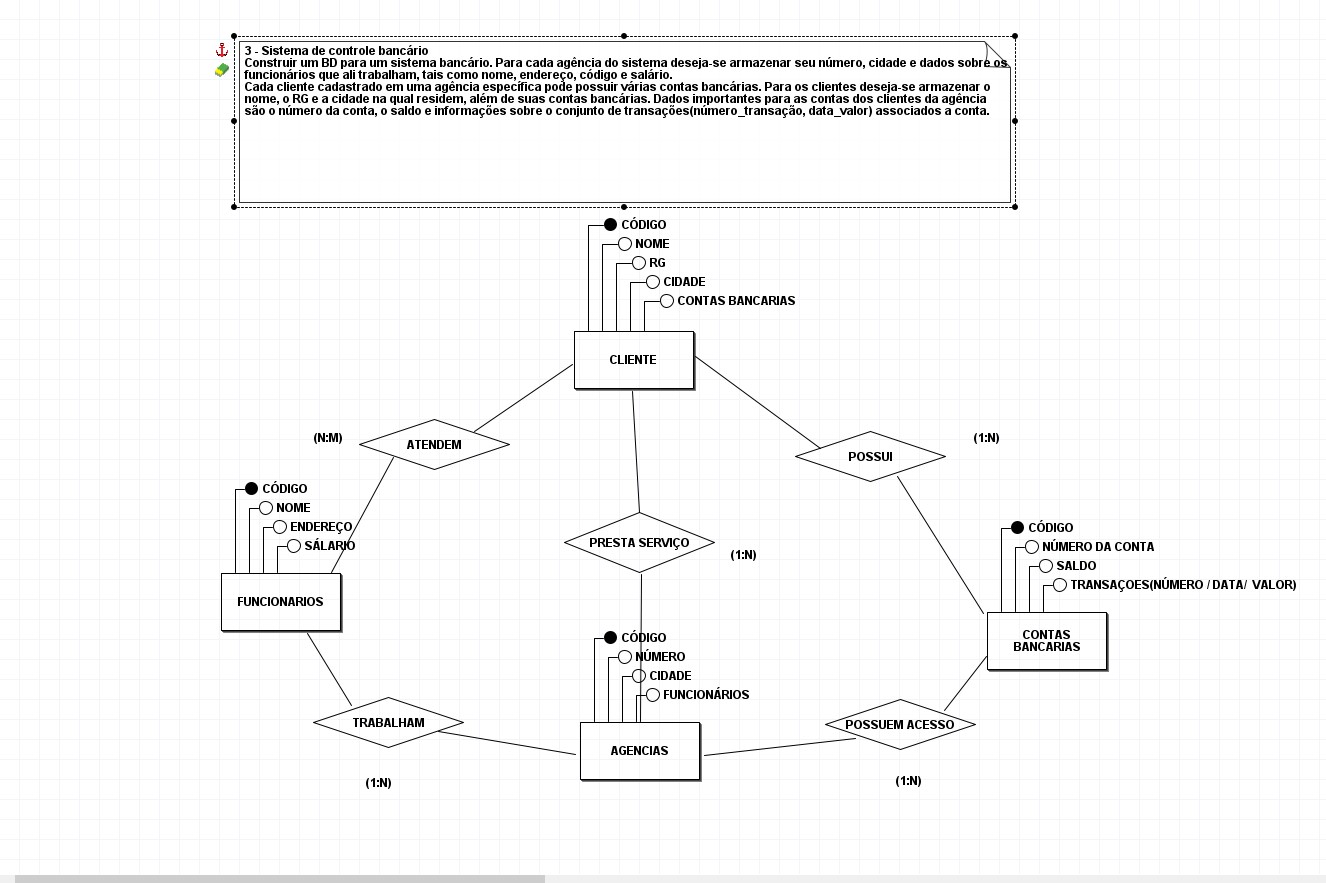 3 - Sistema de controle bancário
Construir um BD para um sistema bancário. Para cada agência do sistema deseja-se armazenar seu número, cidade e dados sobre os
funcionários que ali trabalham, tais como nome, endereço, código e salário.
Cada cliente cadastrado em uma agência específica pode possuir várias contas bancárias. Para os clientes deseja-se armazenar o
nome, o RG e a cidade na qual residem, além de suas contas bancárias. Dados importantes para as contas dos clientes da agência
são o número da conta, o saldo e informações sobre o conjunto de transações(número_transação, data_valor) associados a conta.
CÓDIGO
NOME
RG
CIDADE
CONTAS BANCARIAS
CLIENTE
(N:M)
ATENDEM
POSSUI
(1:N)
CÓDIGO
NOME
ENDEREÇO
SÁLARIO
FUNCIONARIOS
PRESTA SERVIÇO
(1:N)
CÓDIGO
NÚMERO DA CONTA
SALDO
TRANSAÇOES(NÚMERO / DATA/ VALOR)
CONTAS
BANCARIAS
CÓDIGO
NÚMERO
CIDADE
FUNCIONÁRIOS
AGENCIAS
TRABALHAM
(1:N)
POSSUEM ACESSO
(1:N)